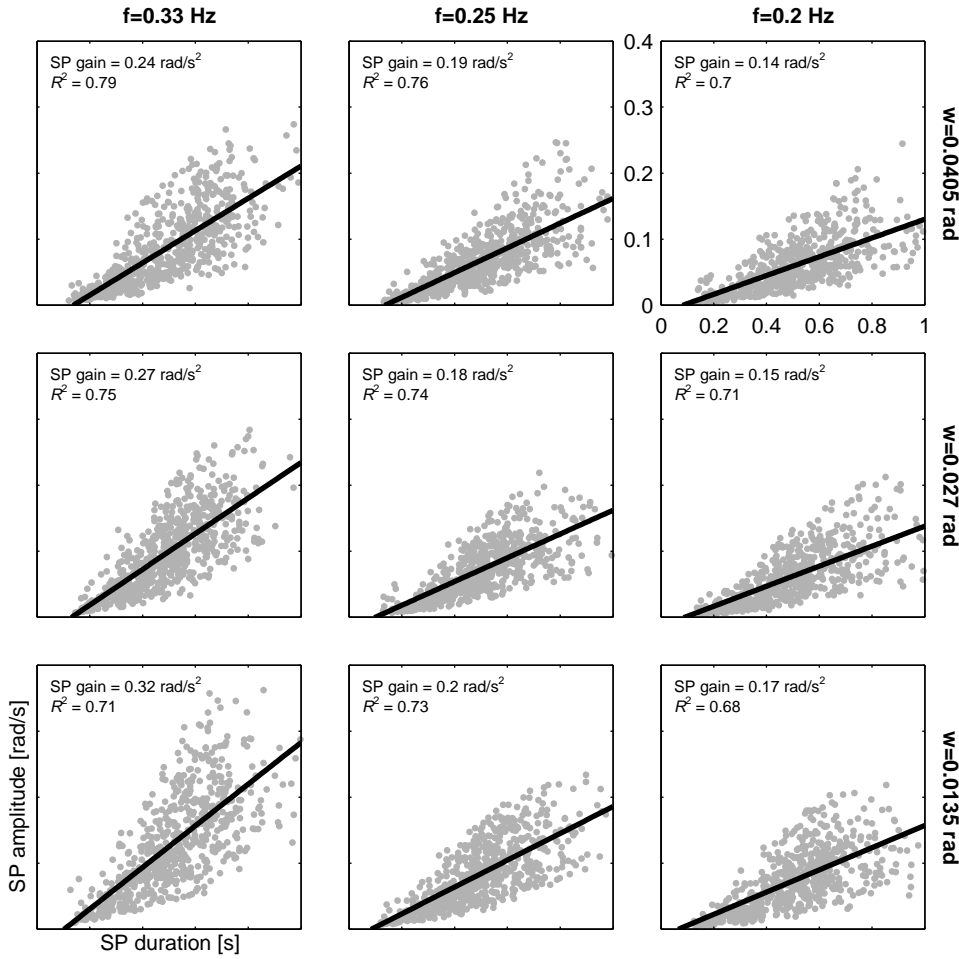 f=0.33 Hz
f=0.25 Hz
f=0.2 Hz
SP gain = 0.24 rad/s²
R² = 0.79
SP gain = 0.19 rad/s²
R² = 0.76
0.4
0.3
0.2
0.1
0
SP gain = 0.14 rad/s²
R² = 0.7
0 0.2 0.4 0.6 0.8 1
w=0.0405 rad
SP gain = 0.27 rad/s²
R² = 0.75
SP gain = 0.18 rad/s²
R² = 0.74
SP gain = 0.15 rad/s²
R² = 0.71
w=0.027 rad
SP gain = 0.32 rad/s²
R² = 0.71
SP gain = 0.2 rad/s²
R² = 0.73
SP gain = 0.17 rad/s²
R² = 0.68
w=0.0135 rad
SP amplitude [rad/s]
SP duration [s]